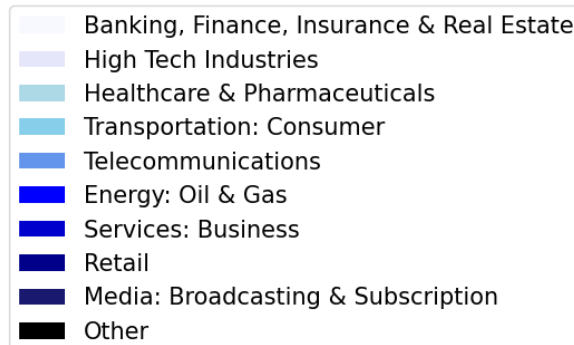 Banking, Finance, Insurance & Real Estate
High Tech Industries
Healthcare & Pharmaceuticals
Transportation: Consumer
Telecommunications
Energy: Oil & Gas
Services: Business
Retail
Media: Broadcasting & Subscription
Other